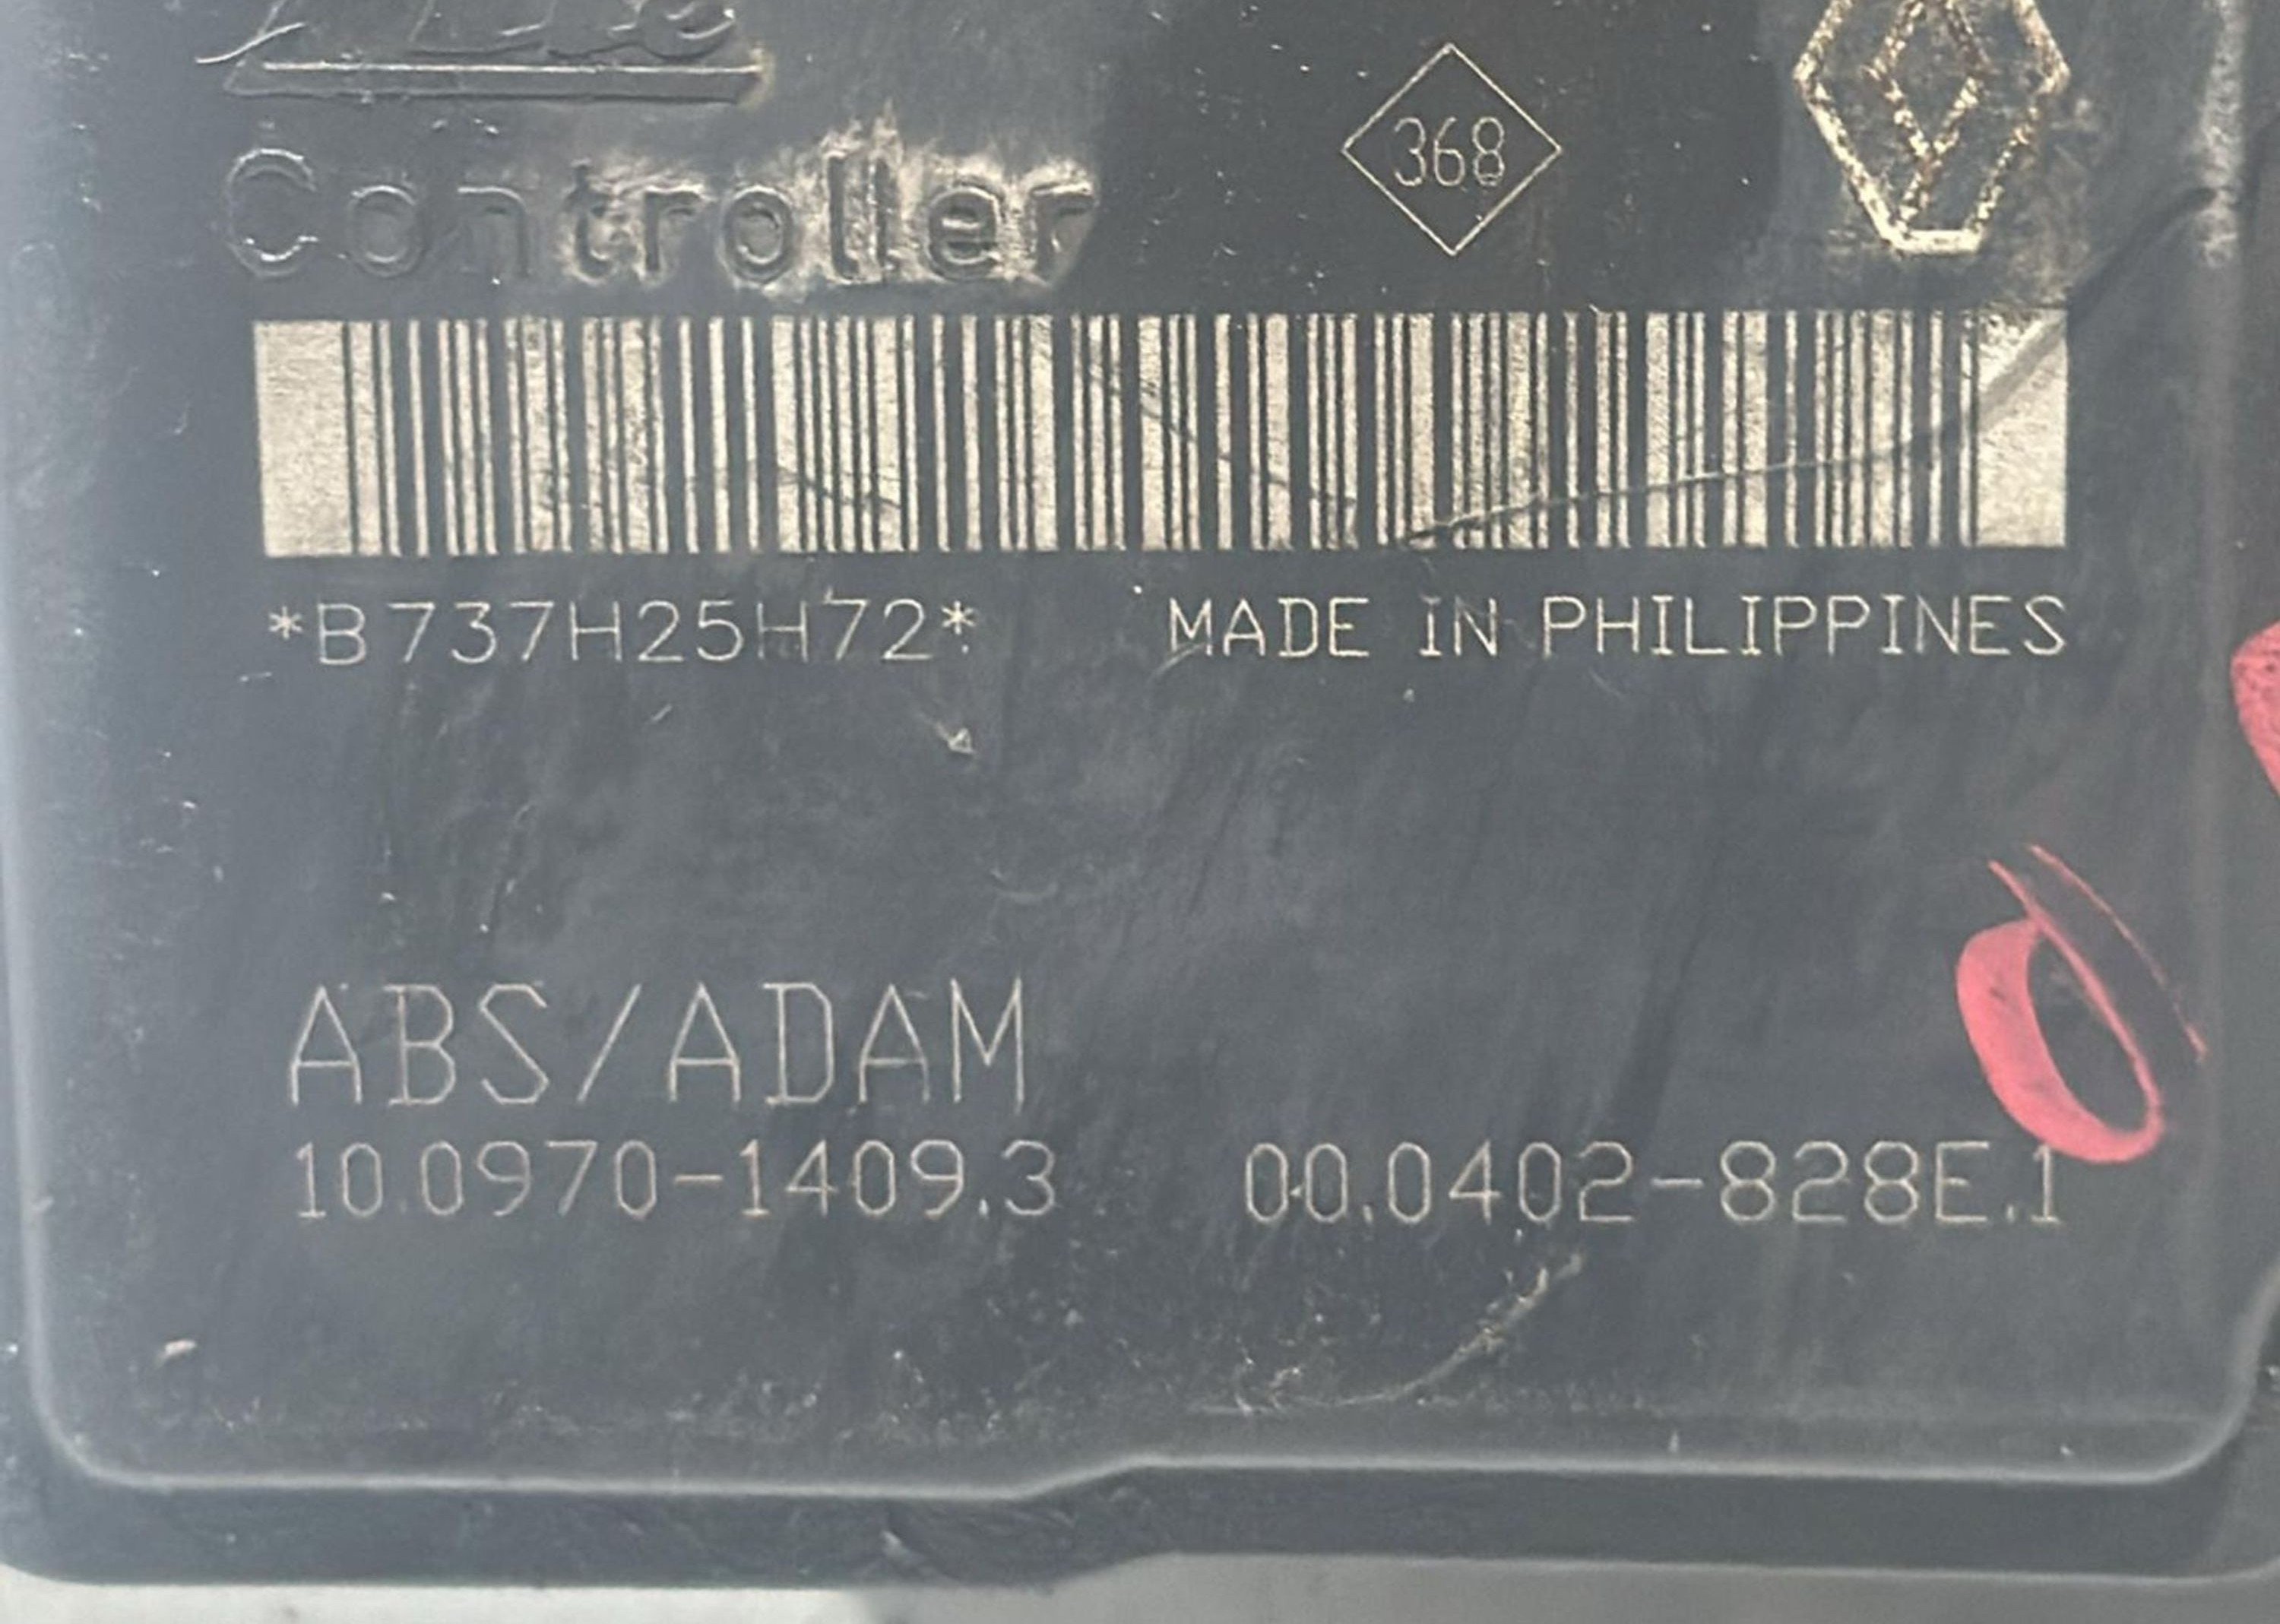 368
Controller
*B737H25H72* MADE IN PHILIPPINES
ABS/ADAM
10.0970-1409.3 00.0402-828E.1